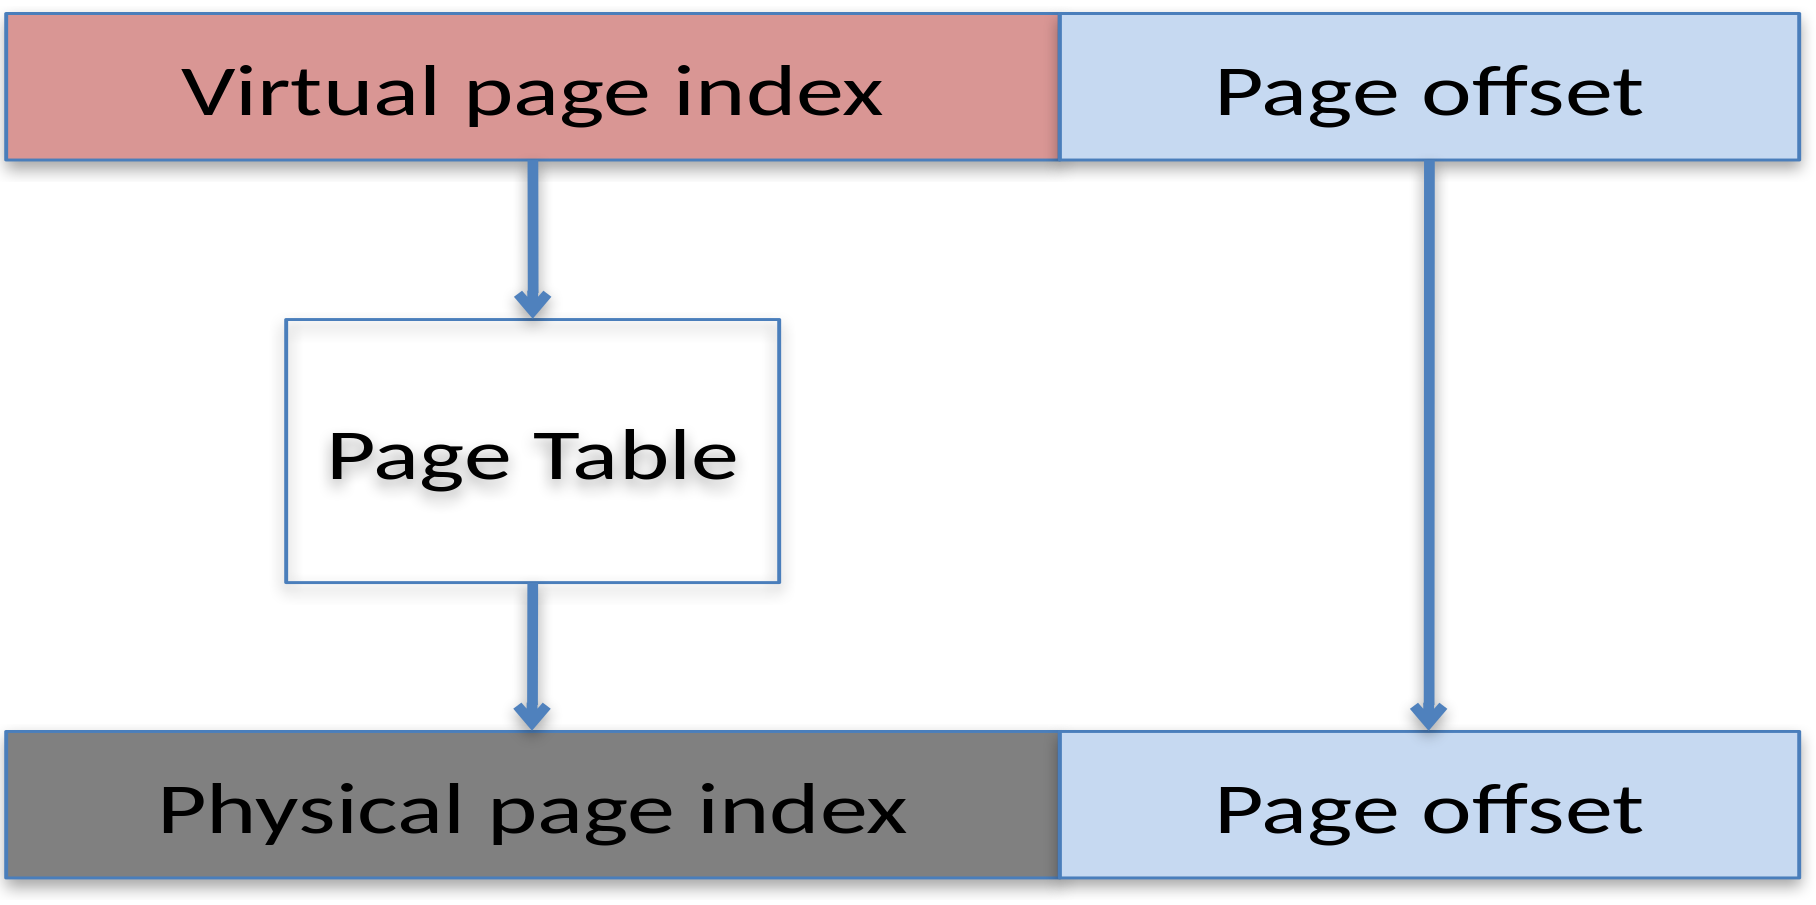 Virtual page index
Page offset
Page Table
Physical page index
Page offset